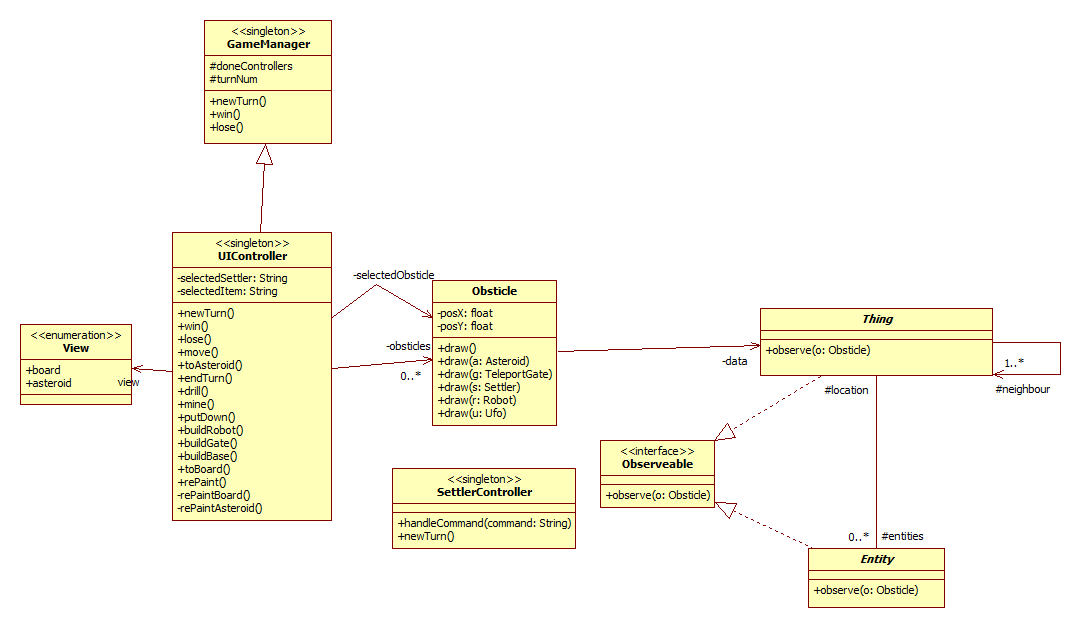 <<singleton>>
GameManager
#doneControllers
#turnNum
+newTurn()
+win()
+lose()
<<singleton>>
UIController
-selectedSettler: String
-selectedItem: String
+newTurn()
+win()
+lose()
+move()
+toAsteroid()
+endTurn()
+drill()
+mine()
+putDown()
+buildRobot()
+buildGate()
+buildBase()
+toBoard()
+rePaint()
-rePaintBoard()
-rePaintAsteroid()
<<enumeration>>
View
+board
+asteroid
view
-selectedObsticle
-obsticles
0..*
Obsticle
-posX: float
-posY: float
+draw()
+draw(a: Asteroid)
+draw(g: TeleportGate)
+draw(s: Settler)
+draw(r: Robot)
+draw(u: Ufo)
-data
Thing
+observe(o: Obsticle)
1..*
#neighbour
#location
<<interface>>
Observeable
+observe(o: Obsticle)
<<singleton>>
SettlerController
+handleCommand(command: String)
+newTurn()
0..*
#entities
Entity
+observe(o: Obsticle)